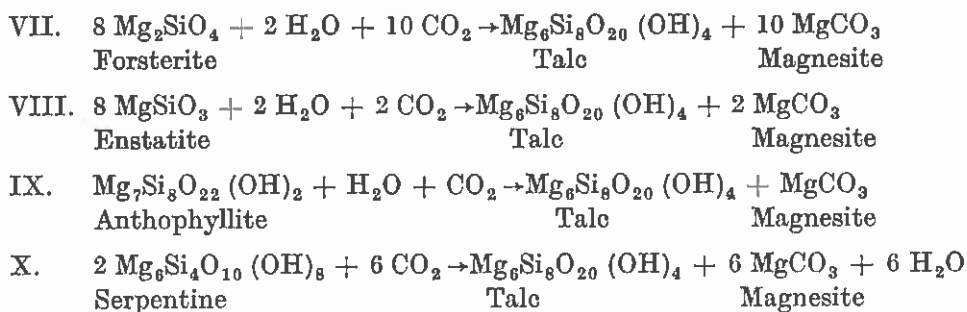 VII. 8 Mg₂SiO₄ + 2 H₂O + 10 CO₂ →Mg₆Si₈O₂₀ (OH)₄ + 10 MgCO₃
Forsterite Talc Magnesite
VIII. 8 MgSiO₃ + 2 H₂O + 2 CO₂ →Mg₆Si₈O₂₀ (OH)₄ + 2 MgCO₃
Enstatite Talc Magnesite
IX. Mg₇Si₈O₂₂ (OH)₂ + H₂O + CO₂ →Mg₆Si₈O₂₀ (OH)₄ + MgCO₃
Anthophyllite Talc Magnesite
X. 2 Mg₆Si₄O₁₀ (OH)₈ + 6 CO₂ →Mg₆Si₈O₂₀ (OH)₄ + 6 MgCO₃ + 6 H₂O
Serpentine Talc Magnesite